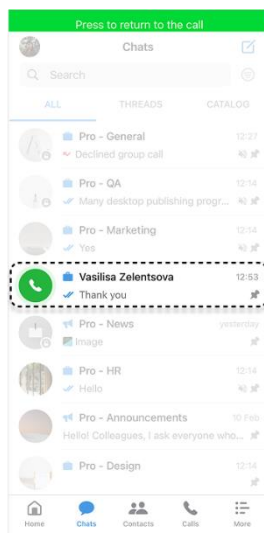 Press to return to the call
Chats
Search
ALL THREADS CATALOG
Pro - General 12:27
Declined group call
Pro - QA 12:14
Many desktop publishing progr...
Pro - Marketing 12:14
Yes
Vasilisa Zelentsova 12:53
Thank you
Pro - News yesterday
Image
Pro - HR 12:14
Hello
Pro - Announcements 10 Feb
Hello! Colleagues, I ask everyone who...
Pro - Design 12:14
Home Chats Contacts Calls More